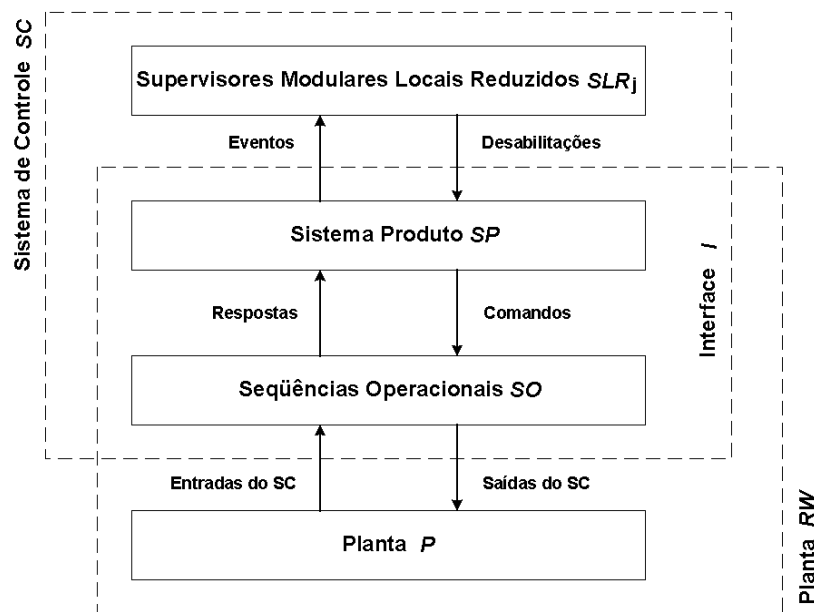 Sistema de Controle SC
Supervisores Modulares Locais Reduzidos SLRj
Eventos
Desabilitações
Sistema Produto SP
Interface I
Respostas
Comandos
Seqüências Operacionais SO
Entradas do SC
Saídas do SC
Planta P
Planta RW